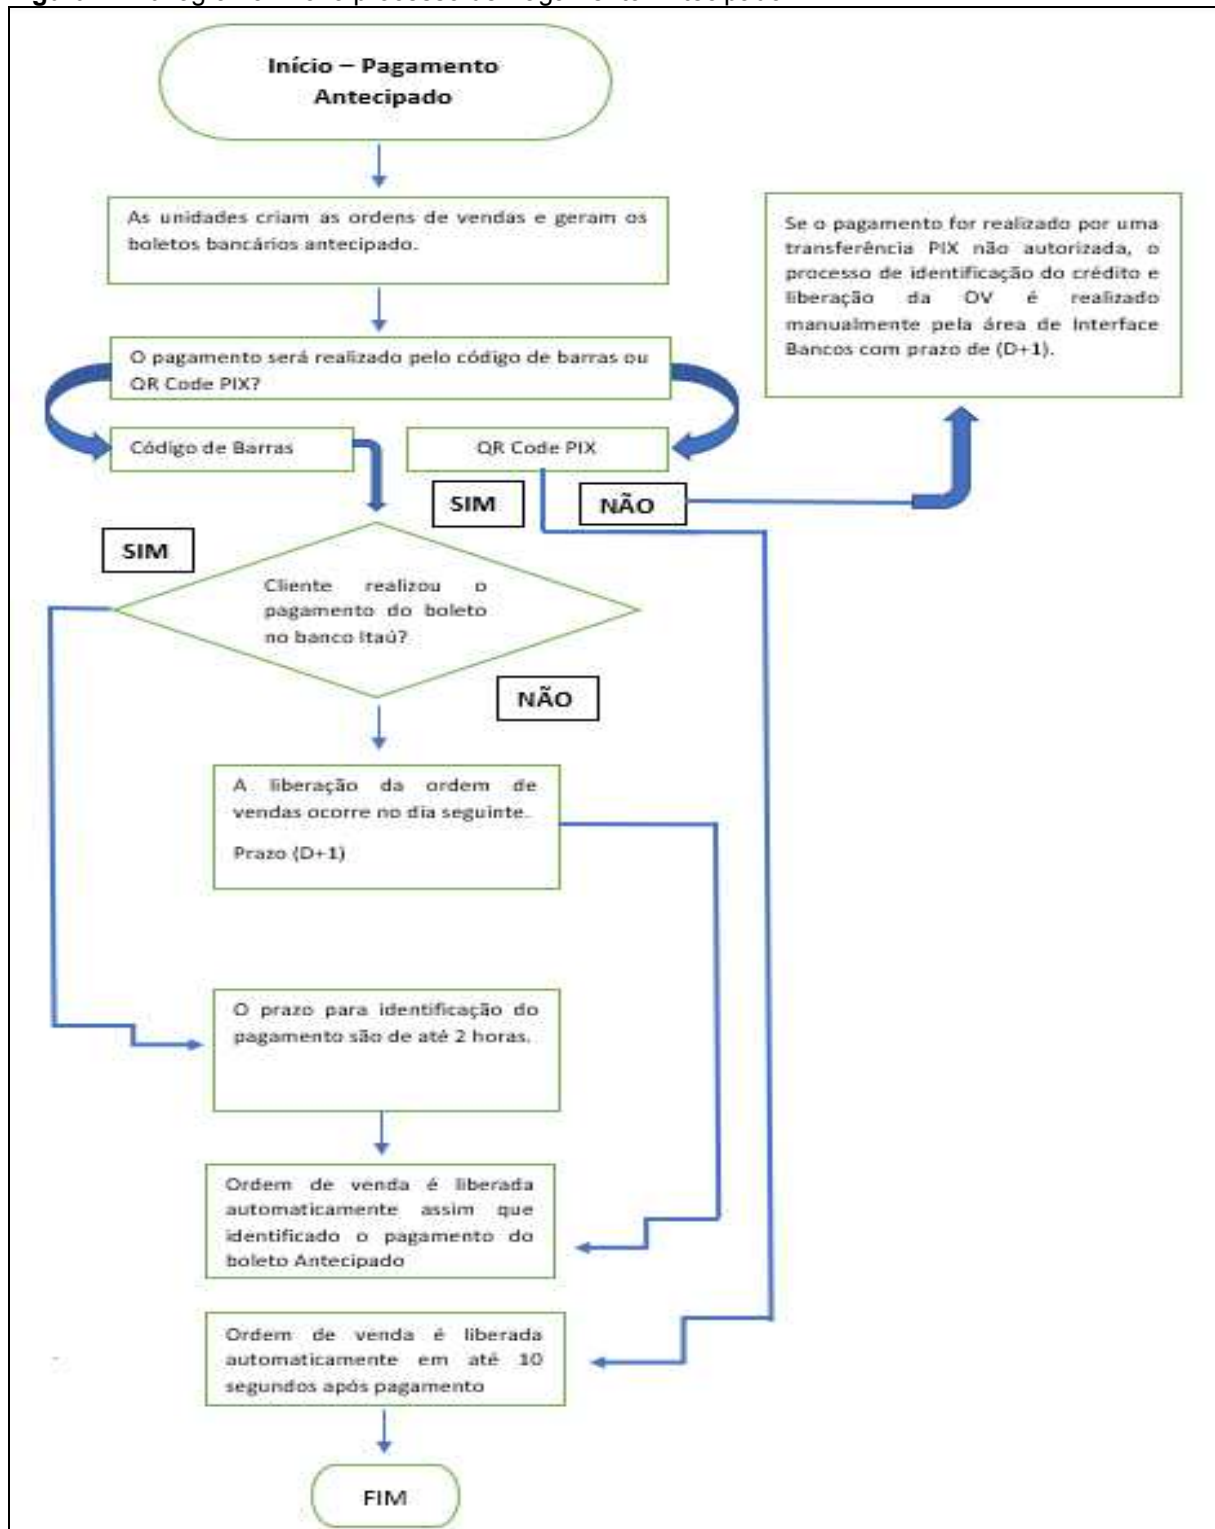 Início – Pagamento
Antecipado
As unidades criam as ordens de vendas e geram os
boletos bancários antecipado.
Se o pagamento for realizado por uma
transferência PIX não autorizada, o
processo de identificação do crédito e
liberação da OV é realizado
manualmente pela área de Interface
Bancos com prazo de (D+1).
O pagamento será realizado pelo código de barras ou
QR Code PIX?
Código de Barras
QR Code PIX
SIM
NÃO
SIM
Cliente realizou o
pagamento do boleto
no banco Itaú?
NÃO
A liberação da ordem de
vendas ocorre no dia seguinte.
Prazo (D+1)
O prazo para identificação do
pagamento são de até 2 horas.
Ordem de venda é liberada
automaticamente assim que
identificado o pagamento do
boleto Antecipado
Ordem de venda é liberada
automaticamente em até 10
segundos após pagamento
FIM